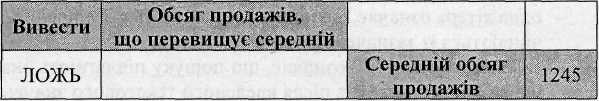 Вивести
Обсяг продажів,
що перевищує середній
ЛОЖЬ
Середній обсяг
продажів
1245